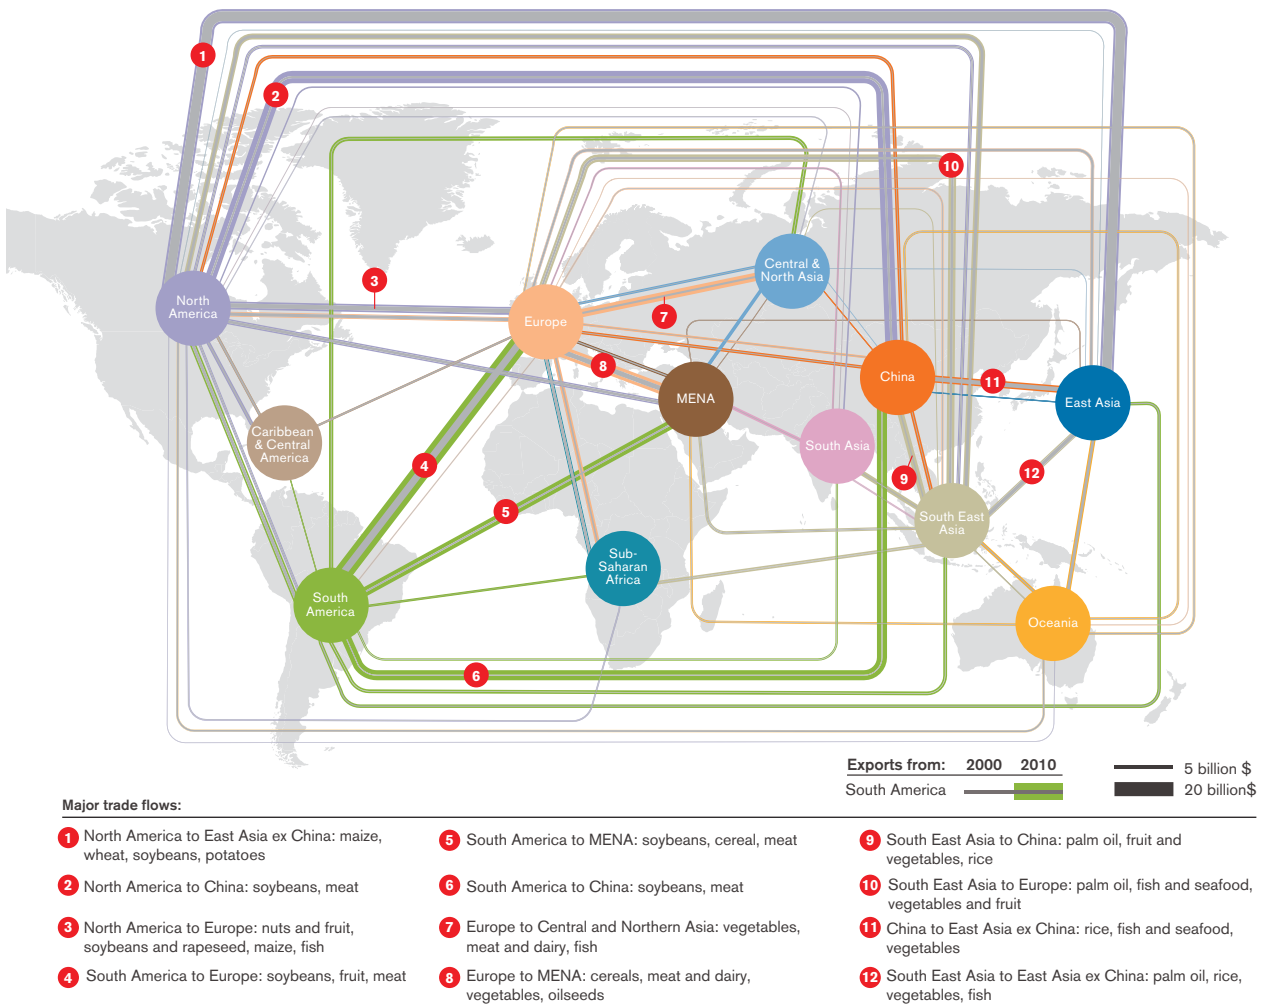 1
2
10
3
Central &
North Asia
North
America
7
Europe
8
China
11
MENA
East Asia
Caribbean
& Central
America
South Asia
4
9
12
5
South East
Asia
Sub-
Saharan
Africa
South
America
Oceania
6
Exports from: 2000 2010
South America
5 billion $
20 billion$
Major trade flows:
1 North America to East Asia ex China: maize,
wheat, soybeans, potatoes
2 North America to China: soybeans, meat
3 North America to Europe: nuts and fruit,
soybeans and rapeseed, maize, fish
4 South America to Europe: soybeans, fruit, meat
5 South America to MENA: soybeans, cereal, meat
6 South America to China: soybeans, meat
7 Europe to Central and Northern Asia: vegetables,
meat and dairy, fish
8 Europe to MENA: cereals, meat and dairy,
vegetables, oilseeds
9 South East Asia to China: palm oil, fruit and
vegetables, rice
10 South East Asia to Europe: palm oil, fish and seafood,
vegetables and fruit
11 China to East Asia ex China: rice, fish and seafood,
vegetables
12 South East Asia to East Asia ex China: palm oil, rice,
vegetables, fish